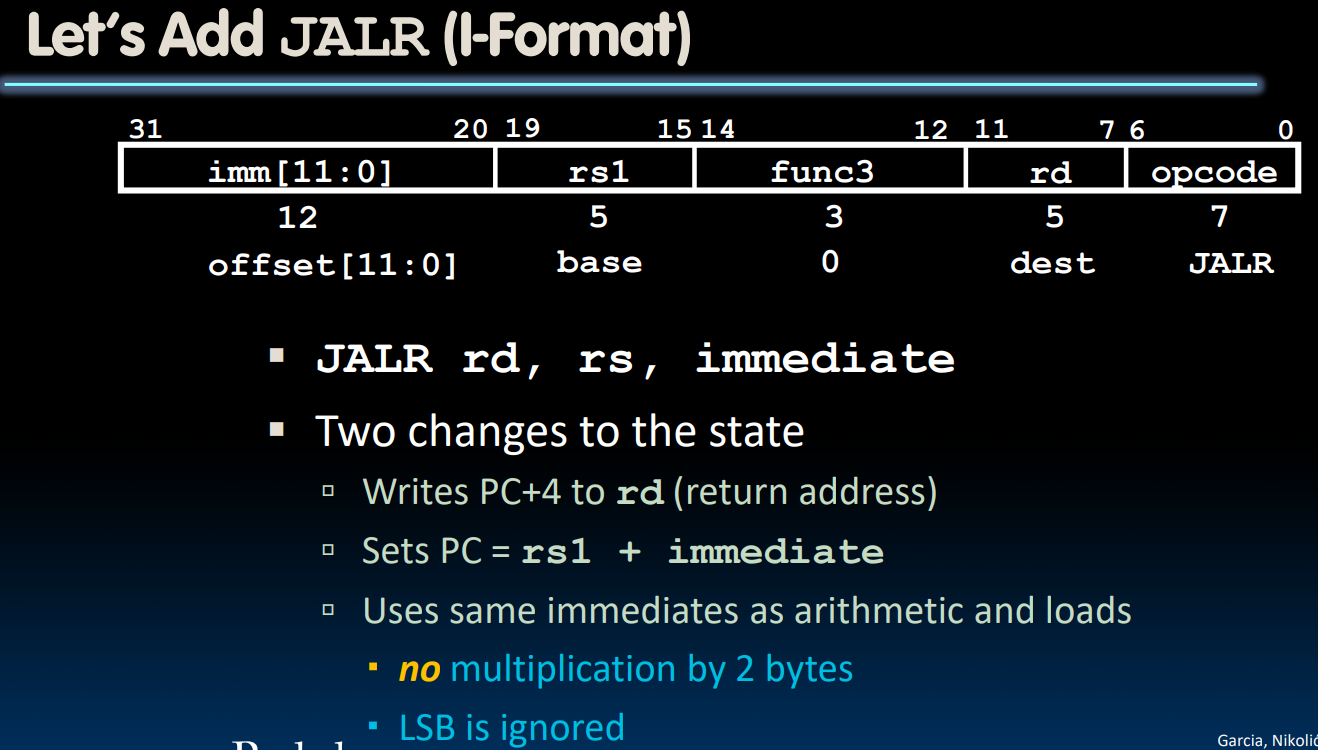 Let's Add JALR (I-Format)
31 20 19 15 14 12 11 7 6 0
imm[11:0] rs1 func3 rd opcode
12 5 3 5 7
offset[11:0] base 0 dest JALR
▪ JALR rd, rs, immediate
▪ Two changes to the state
▫ Writes PC+4 to rd (return address)
▫ Sets PC = rs1 + immediate
▫ Uses same immediates as arithmetic and loads
▪ no multiplication by 2 bytes
▪ LSB is ignored
Garcia, Nikolić